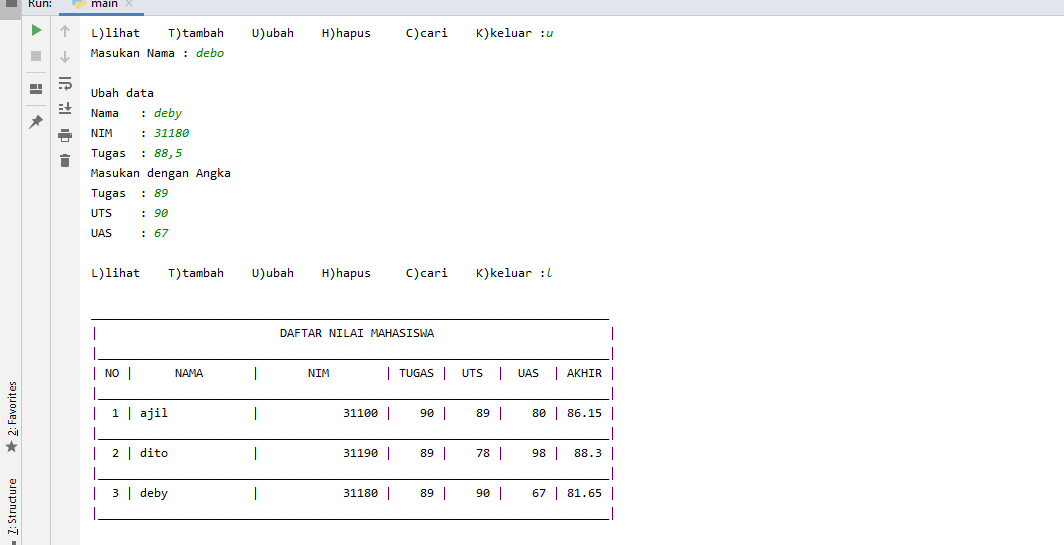 Run: main
L)lihat T)tambah U)ubah H)hapus C)cari K)keluar :u
Masukan Nama : debo
Ubah data
Nama : deby
NIM : 31180
Tugas : 88,5
Masukan dengan Angka
Tugas : 89
UTS : 90
UAS : 67
L)lihat T)tambah U)ubah H)hapus C)cari K)keluar :l
DAFTAR NILAI MAHASISWA
| NO | NAMA | NIM | TUGAS | UTS | UAS | AKHIR |
| 1 | ajil | 31100 | 90 | 89 | 80 | 86.15 |
| 2 | dito | 31190 | 89 | 78 | 98 | 88.3 |
| 3 | deby | 31180 | 89 | 90 | 67 | 81.65 |
2: Favorites
7: Structure